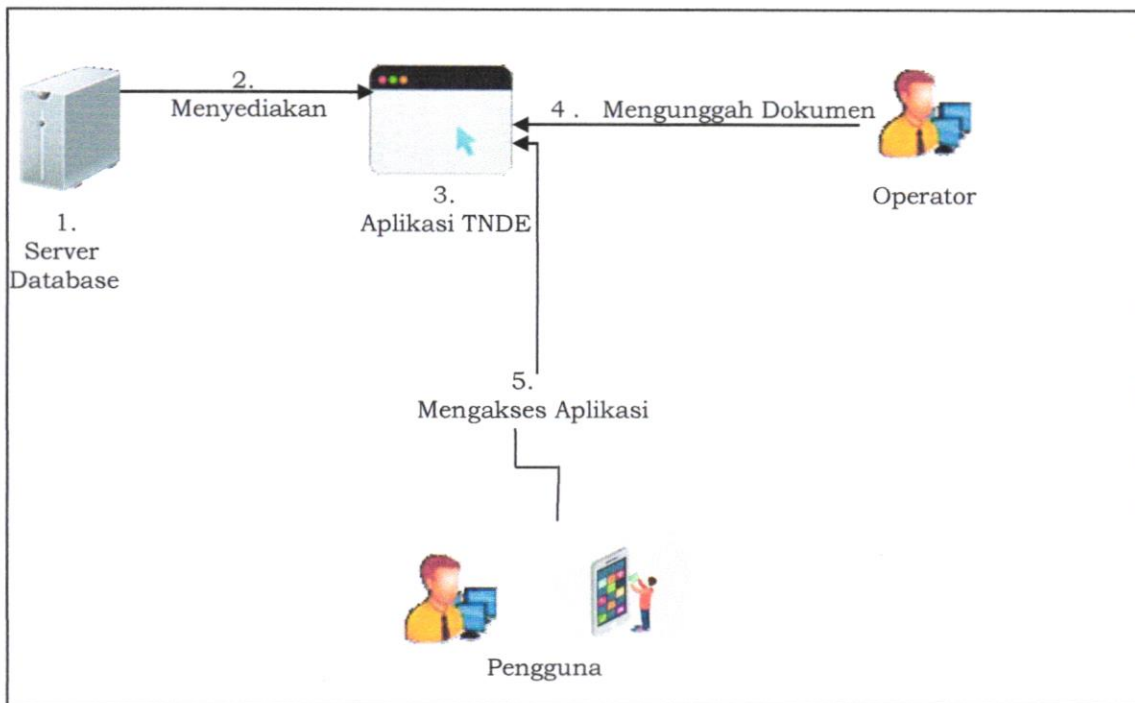 2.
Menyediakan
4 . Mengunggah Dokumen
Operator
3.
Aplikasi TNDE
1.
Server
Database
5.
Mengakses Aplikasi
Pengguna